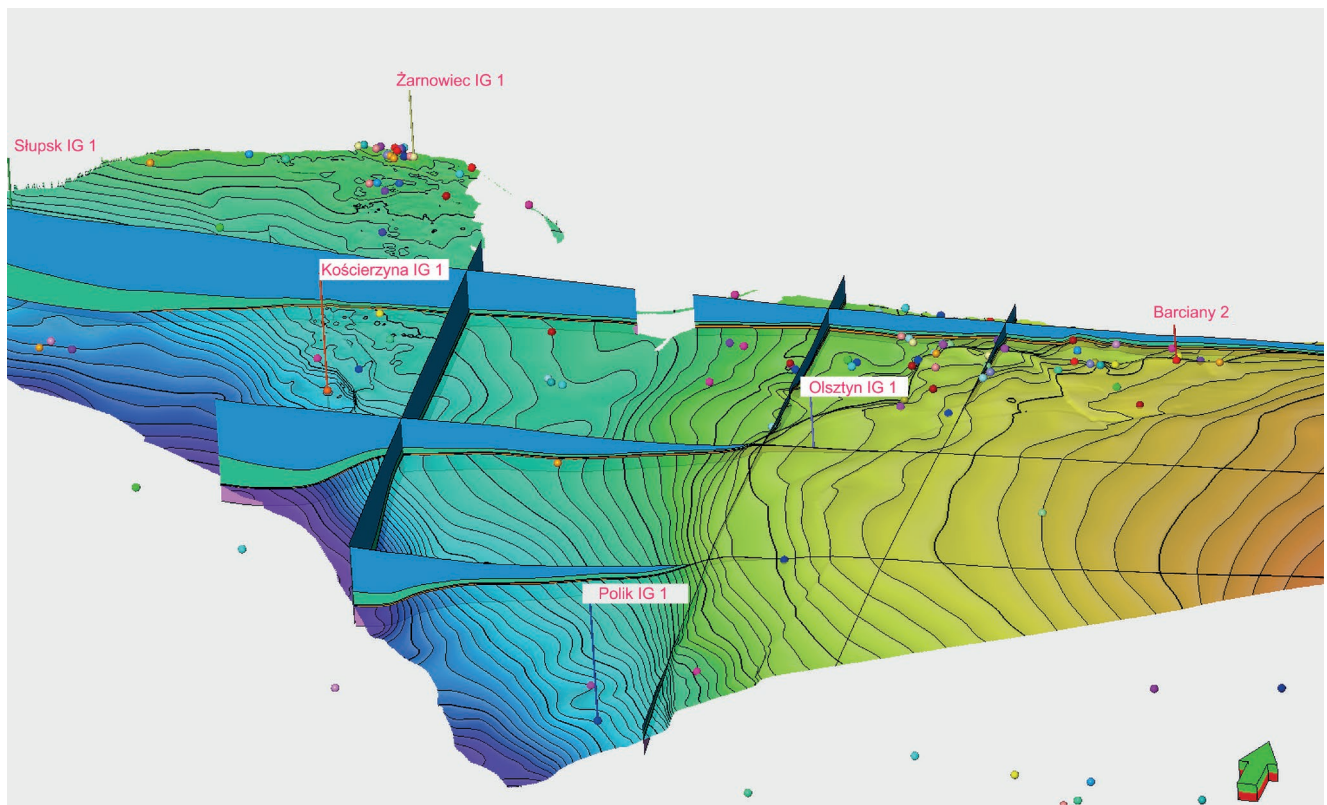 Żarnowiec IG 1
Słupsk IG 1
Kościerzyna IG 1
Barciany 2
Olsztyn IG 1
Polik IG 1